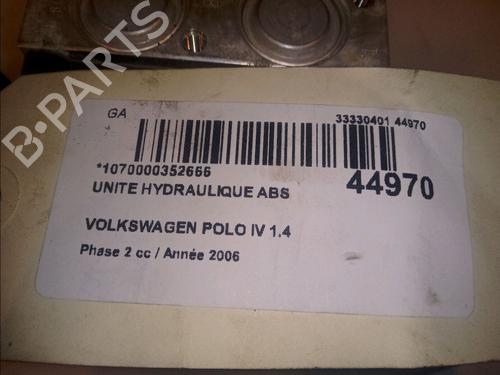 GA
33330401 44970
*1070000352666
44970
UNITE HYDRAULIQUE ABS
VOLKSWAGEN POLO IV 1.4
Phase 2 cc / Année 2006
B-PARTS